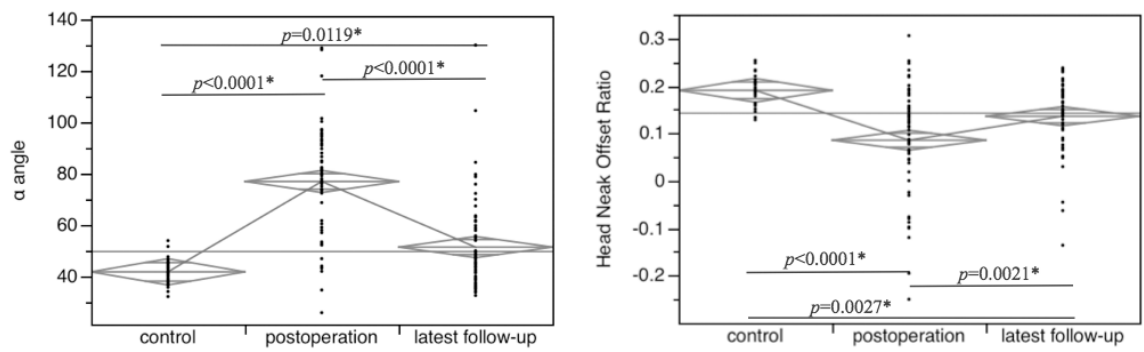 140
120
100
80
60
40
α angle
p=0.0119*
p<0.0001*
p<0.0001*
control
postoperation
latest follow-up
0.3
0.2
0.1
0
-0.1
-0.2
Head Neak Offset Ratio
p<0.0001*
p=0.0021*
p=0.0027*
control
postoperation
latest follow-up